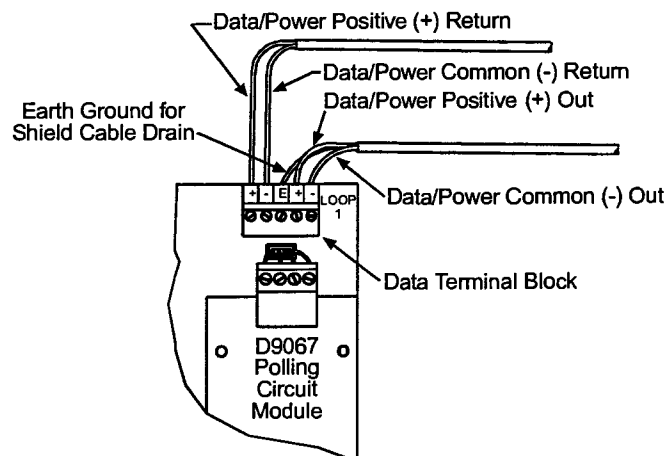 Data/Power Positive (+) Return
Data/Power Common (-) Return
Data/Power Positive (+) Out
Earth Ground for
Shield Cable Drain
Data/Power Common (-) Out
+ - E + -
LOOP
1
Data Terminal Block
D9067
Polling
Circuit
Module